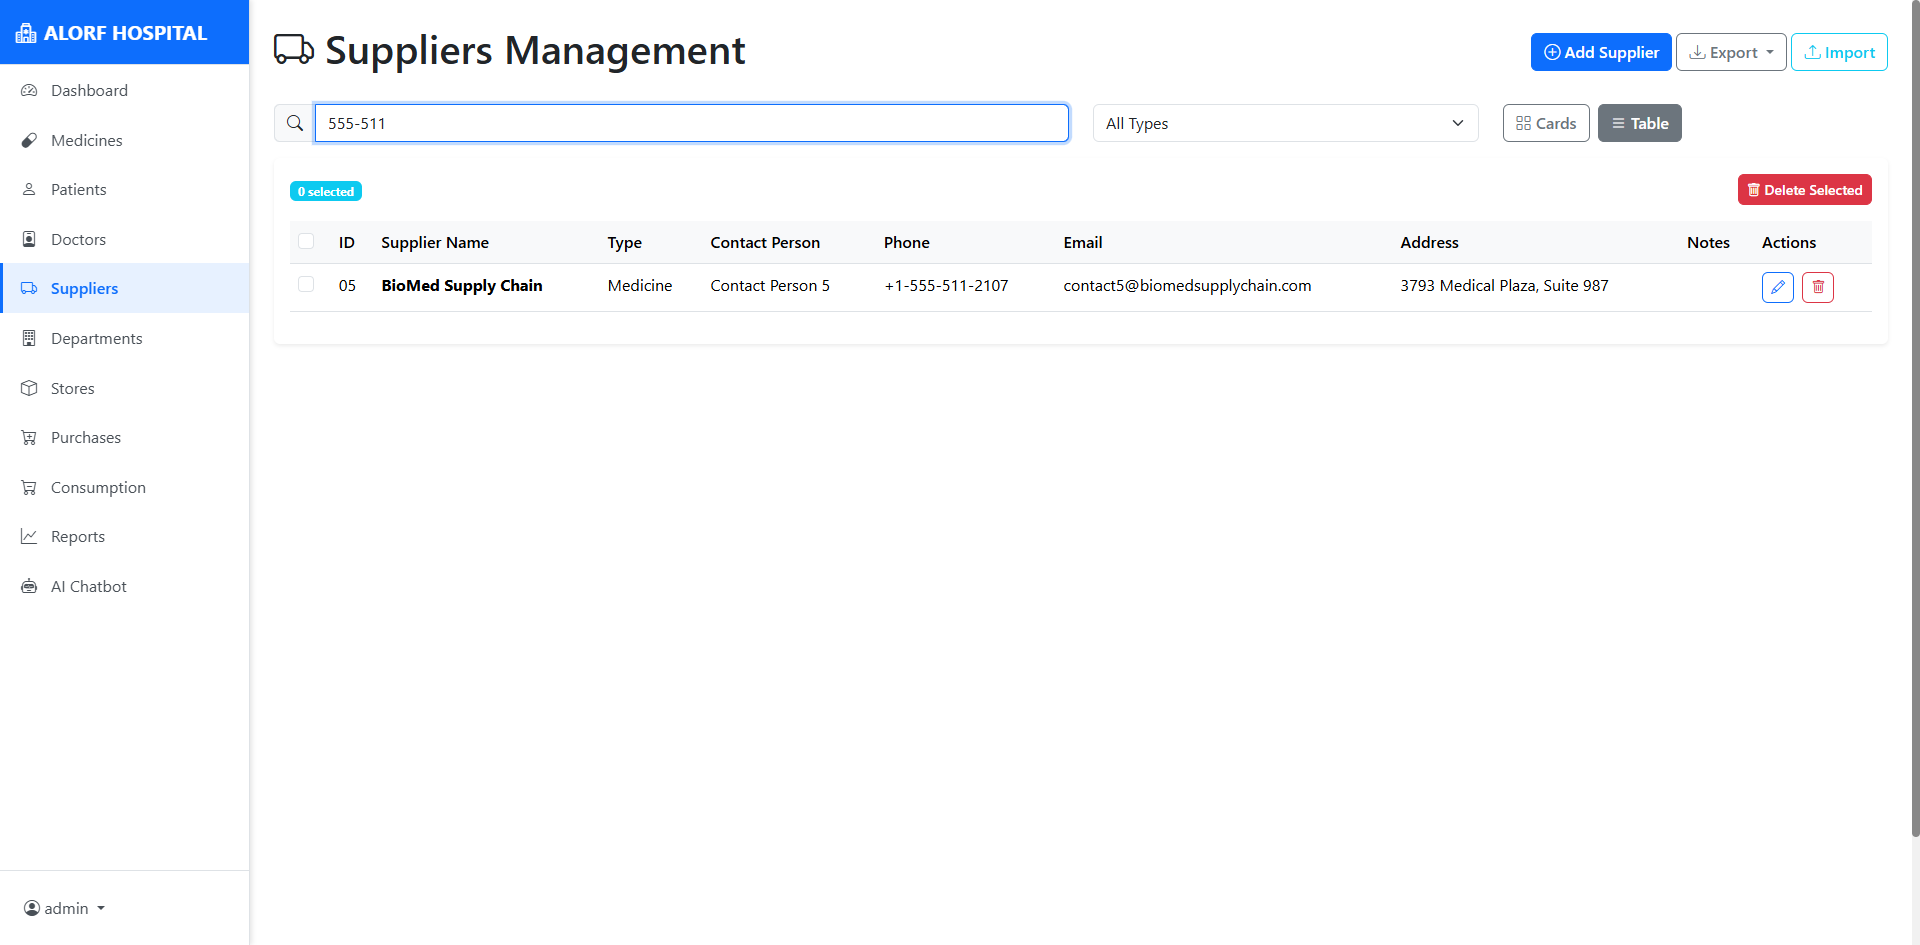 ALORF HOSPITAL
Dashboard
Medicines
Patients
Doctors
Suppliers
Departments
Stores
Purchases
Consumption
Reports
AI Chatbot
admin
Suppliers Management
Add Supplier
Export
Import
555-511
All Types
Cards
Table
0 selected
Delete Selected
ID Supplier Name Type Contact Person Phone Email Address Notes Actions
05 BioMed Supply Chain Medicine Contact Person 5 +1-555-511-2107 contact5@biomedsupplychain.com 3793 Medical Plaza, Suite 987